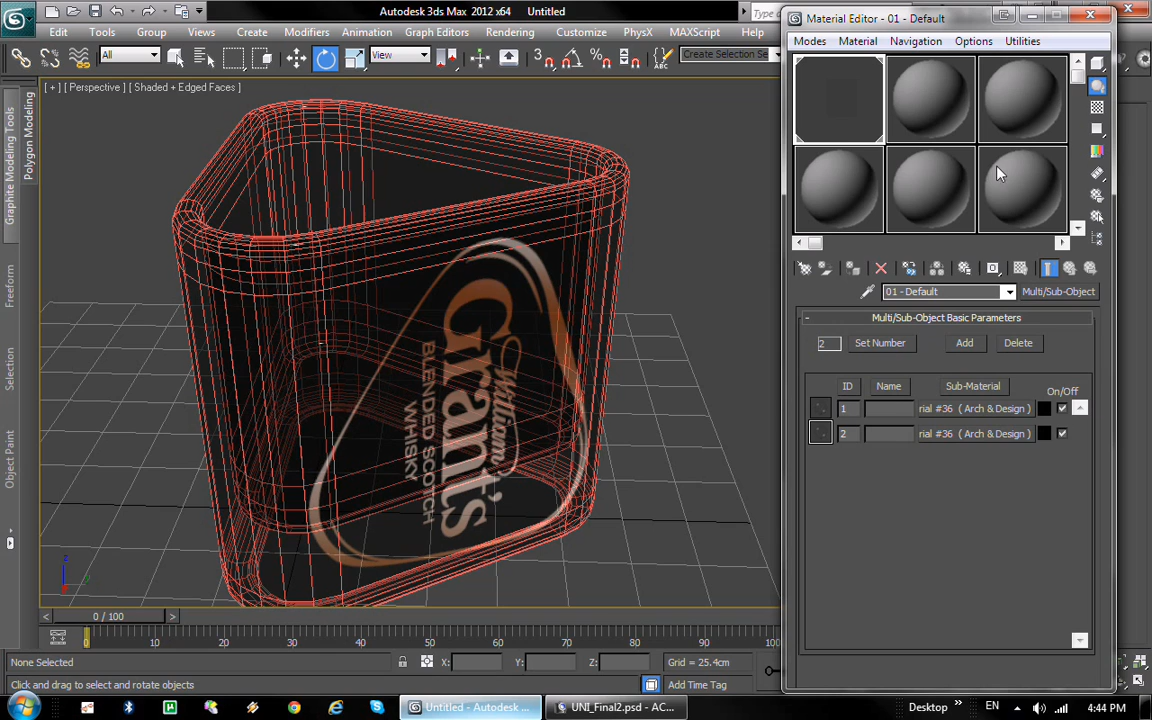 Autodesk 3ds Max 2012 x64    Untitled
Material Editor - 01 - Default
Edit Tools Group Views Create Modifiers Animation Graph Editors Rendering Customize PhysX MAXScript Help
Modes Material Navigation Options Utilities
All
View
3
Create Selection Se
[ + ] [ Perspective ] [ Shaded + Edged Faces ]
Graphite Modeling Tools
Polygon Modeling
Freeform
Selection
Object Paint
William
Grant's
BLENDED SCOTCH
WHISKY
01 - Default
Multi/Sub-Object
Multi/Sub-Object Basic Parameters
2 Set Number Add Delete
ID Name Sub-Material On/Off
1 rial #36 ( Arch & Design )
2 rial #36 ( Arch & Design )
z
0 / 100
0 10 20 30 40 50 60 70 80 90 100
None Selected
X: Y: Z: Grid = 25.4cm
Click and drag to select and rotate objects
Add Time Tag
Untitled - Autodesk ...
UNI_Final2.psd - AC...
Desktop
EN
4:44 PM